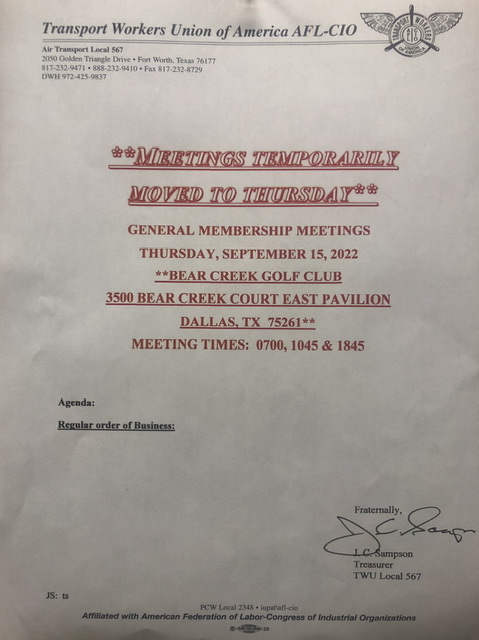 Transport Workers Union of America AFL-CIO
Air Transport Local 567
2050 Golden Triangle Drive • Fort Worth, Texas 76177
817-232-9471 • 888-232-9410 • Fax 817-232-8729
DWH 972-425-9837
**MEETINGS TEMPORARILY
MOVED TO THURSDAY**
GENERAL MEMBERSHIP MEETINGS
THURSDAY, SEPTEMBER 15, 2022
**BEAR CREEK GOLF CLUB
3500 BEAR CREEK COURT EAST PAVILION
DALLAS, TX 75261**
MEETING TIMES: 0700, 1045 & 1845
Agenda:
Regular order of Business:
Fraternally,
J.C. Sampson
Treasurer
TWU Local 567
JS: ts
PCW Local 2348 • iupat\afl-cio
Affiliated with American Federation of Labor-Congress of Industrial Organizations